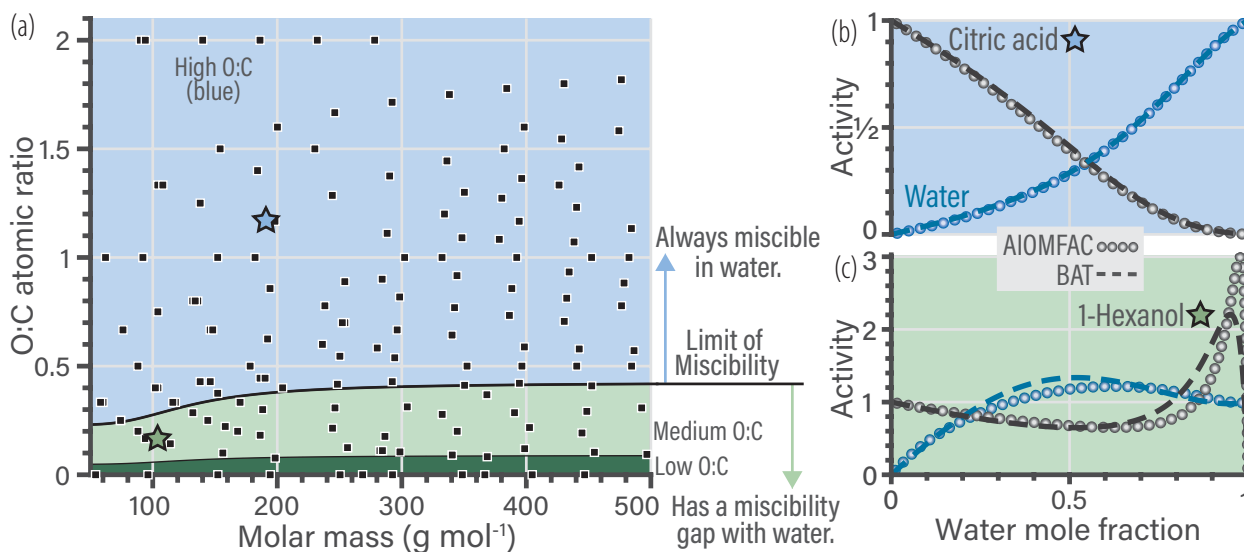 (a)
O:C atomic ratio
2
1.5
1
0.5
0
High O:C
(blue)
Medium O:C
Low O:C
100
200
300
400
500
Molar mass (g mol⁻¹)
Always miscible
in water.
Limit of
Miscibility
Has a miscibility
gap with water.
(b)
Activity
1
½
0
Citric acid
Water
AIOMFAC
BAT
(c)
Activity
3
2
1
0
1-Hexanol
0
0.5
1
Water mole fraction